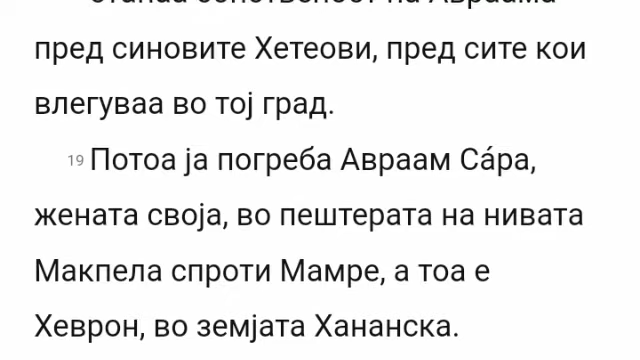 пред синовите Хетеови, пред сите кои
влегуваа во тој град.
19 Потоа ја погреба Авраам Са́ра,
жената своја, во пештерата на нивата
Макпела спроти Мамре, а тоа е
Хеврон, во земјата Хананска.